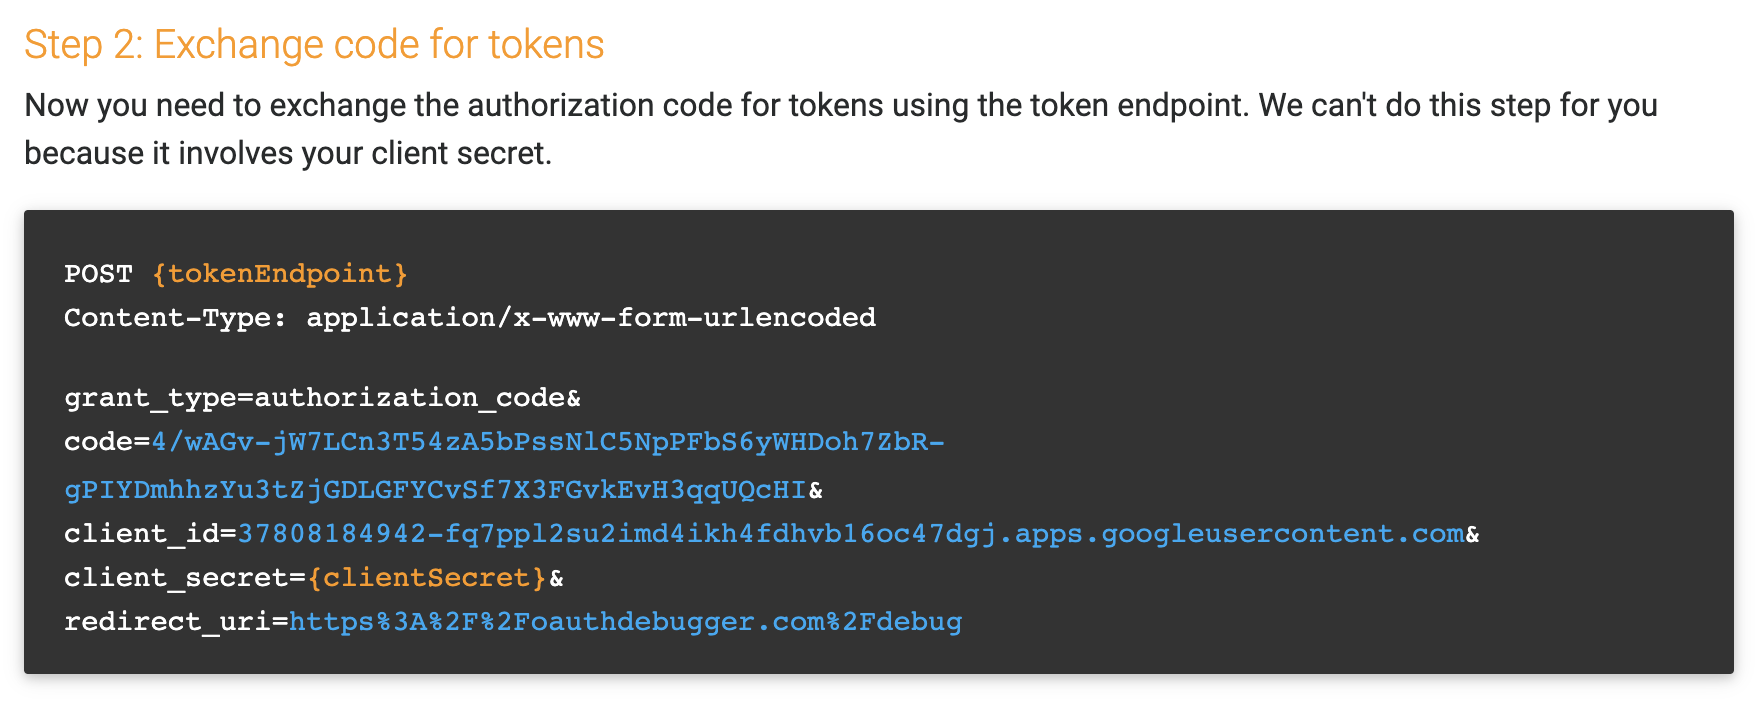 Step 2: Exchange code for tokens
Now you need to exchange the authorization code for tokens using the token endpoint. We can't do this step for you
because it involves your client secret.
POST {tokenEndpoint}
Content-Type: application/x-www-form-urlencoded
grant_type=authorization_code&
code=4/wAGv-jW7LCn3T54zA5bPssNlC5NpPFbS6yWHDoh7ZbR-
gPIYDmhhzYu3tZjGDLGFYCvSf7X3FGvkEvH3qqUQcHI&
client_id=37808184942-fq7ppl2su2imd4ikh4fdhvb16oc47dgj.apps.googleusercontent.com&
client_secret={clientSecret}&
redirect_uri=https%3A%2F%2Foauthdebugger.com%2Fdebug